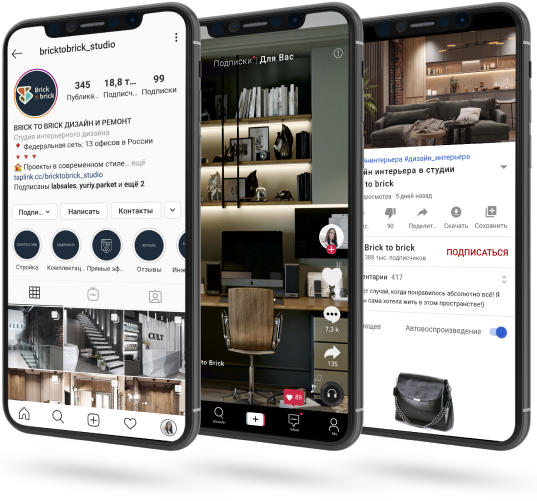 bricktobrick_studio
Brick
to brick
345
18,8 т...
99
Публика...
Подписч...
Подписки
BRICK TO BRICK ДИЗАЙН И РЕМОНТ
Студия интерьерного дизайна
Федеральная сеть: 13 офисов в России
Проекты в современном стиле... ещё
taplink.cc/bricktobrick_studio
Подписаны labsales, yuriy.parket и ещё 2
Подпи...
Написать
Контакты
Стройка
Комплектац...
Прямые эф...
Отзывы
Инж
CULT
Подписки
Для Вас
7,3 k
135
to Brick
89
интерьера #дизайн_интерьера
йн интерьера в студии
to brick
просмотра · 5 дней назад
90
Поделит...
Скачать
Сохранить
Brick to brick
388 тыс. подписчиков
ПОДПИСАТЬСЯ
ентарии 417
от случай, когда понравилось абсолютно всё! Я
сама хотела жить в этом пространстве!)
ющее
Автовоспроизведение